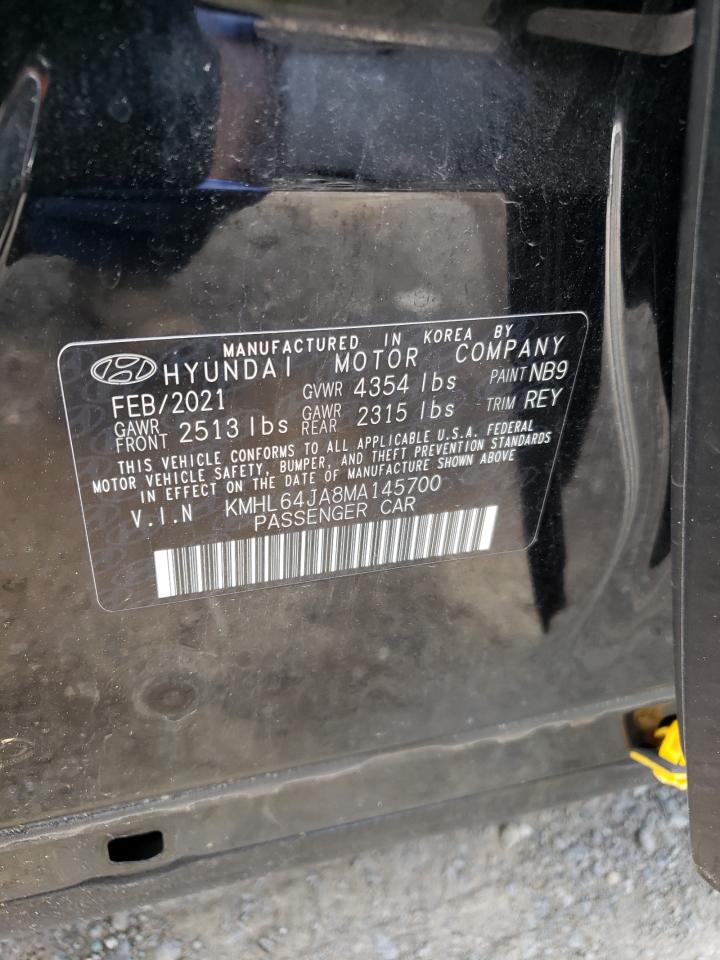 MANUFACTURED IN KOREA BY
HYUNDAI MOTOR COMPANY
FEB/2021 GVWR 4354 lbs PAINT NB9
GAWR FRONT 2513 lbs GAWR REAR 2315 lbs TRIM REY
THIS VEHICLE CONFORMS TO ALL APPLICABLE U.S.A. FEDERAL
MOTOR VEHICLE SAFETY, BUMPER, AND THEFT PREVENTION STANDARDS
IN EFFECT ON THE DATE OF MANUFACTURE SHOWN ABOVE
V.I.N KMHL64JA8MA145700
PASSENGER CAR